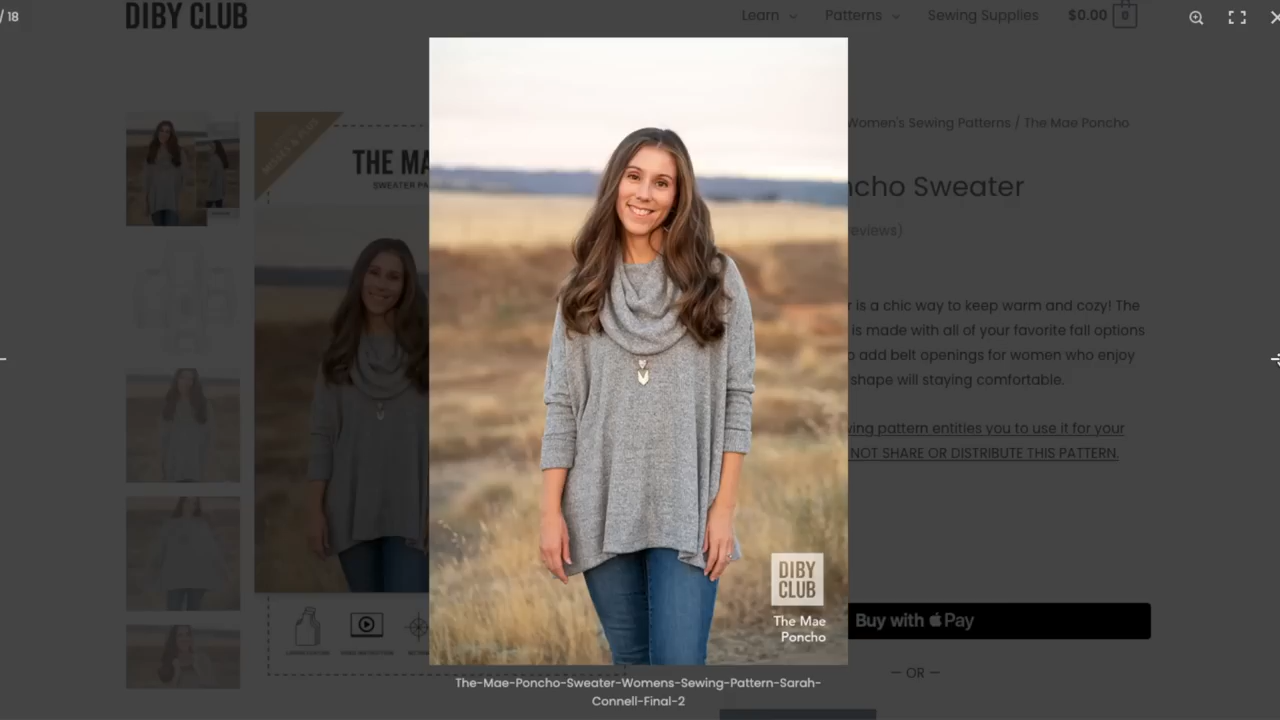 / 18
DIBY CLUB
Learn
Patterns
Sewing Supplies
$0.00
0
Women's Sewing Patterns / The Mae Poncho
THE MA
SWEATER PA
ncho Sweater
reviews)
r is a chic way to keep warm and cozy! The
is made with all of your favorite fall options
o add belt openings for women who enjoy
shape will staying comfortable.
wing pattern entities you to use it for your
NOT SHARE OR DISTRIBUTE THIS PATTERN.
DIBY
CLUB
The Mae
Poncho
Buy with Pay
— OR —
The-Mae-Poncho-Sweater-Womens-Sewing-Pattern-Sarah-
Connell-Final-2